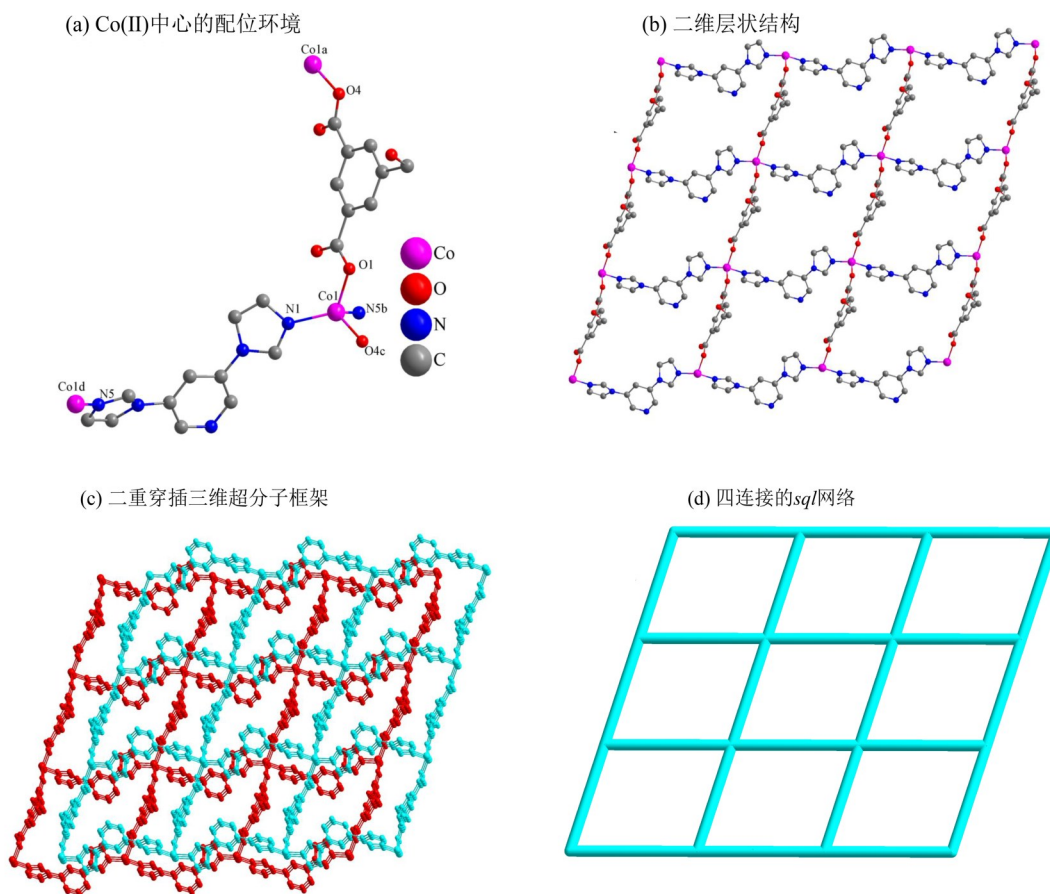 (a) Co(II)中心的配位环境
(b) 二维层状结构
Co1a
O4
O1
Co1
N1
N5b
O4c
Co1d
N5
Co
O
N
C
(c) 二重穿插三维超分子框架
(d) 四连接的sql网络